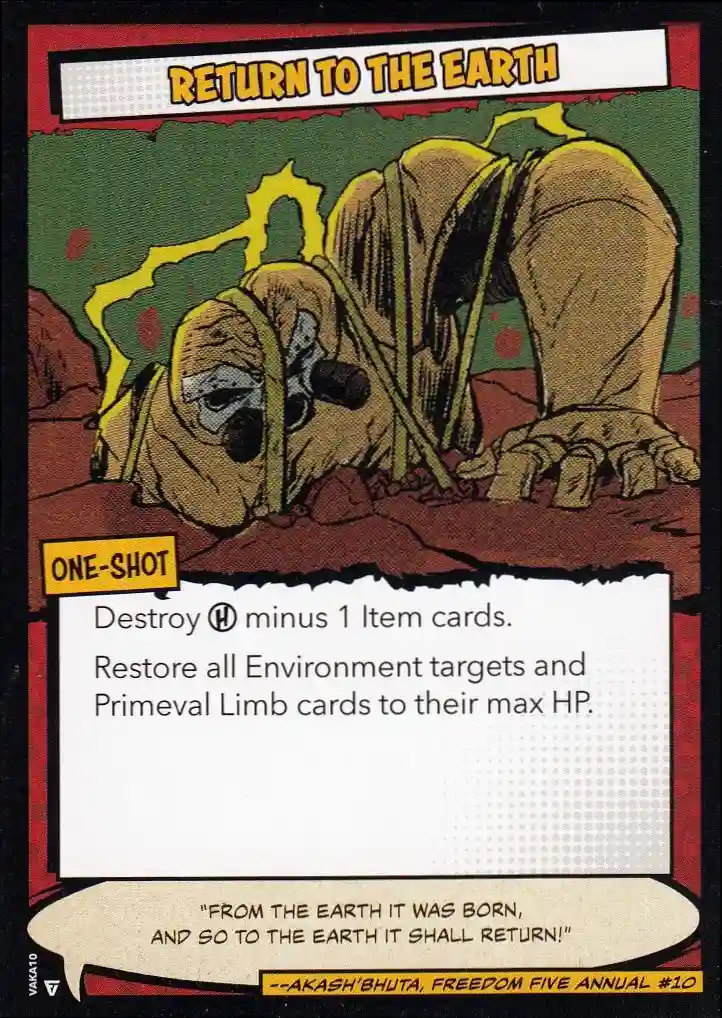 RETURN TO THE EARTH
ONE-SHOT
Destroy Ⓗ minus 1 Item cards.
Restore all Environment targets and
Primeval Limb cards to their max HP.
"FROM THE EARTH IT WAS BORN,
AND SO TO THE EARTH IT SHALL RETURN!"
--AKASH'BHUTA, FREEDOM FIVE ANNUAL #10
VAKA10